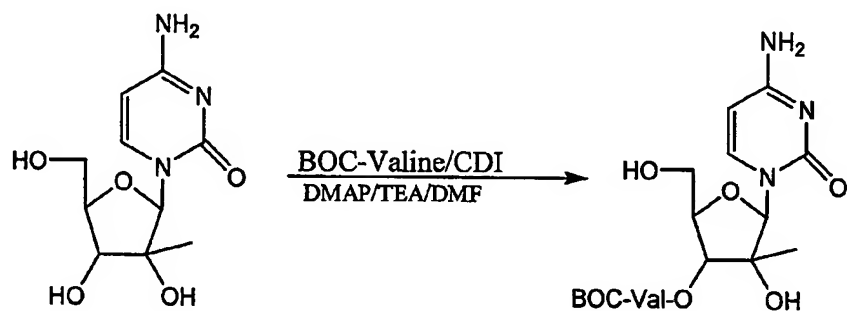 NH₂
N
N
O
HO
O
HO
OH
BOC-Valine/CDI
DMAP/TEA/DMF
NH₂
N
N
O
HO
O
BOC-Val-O
OH